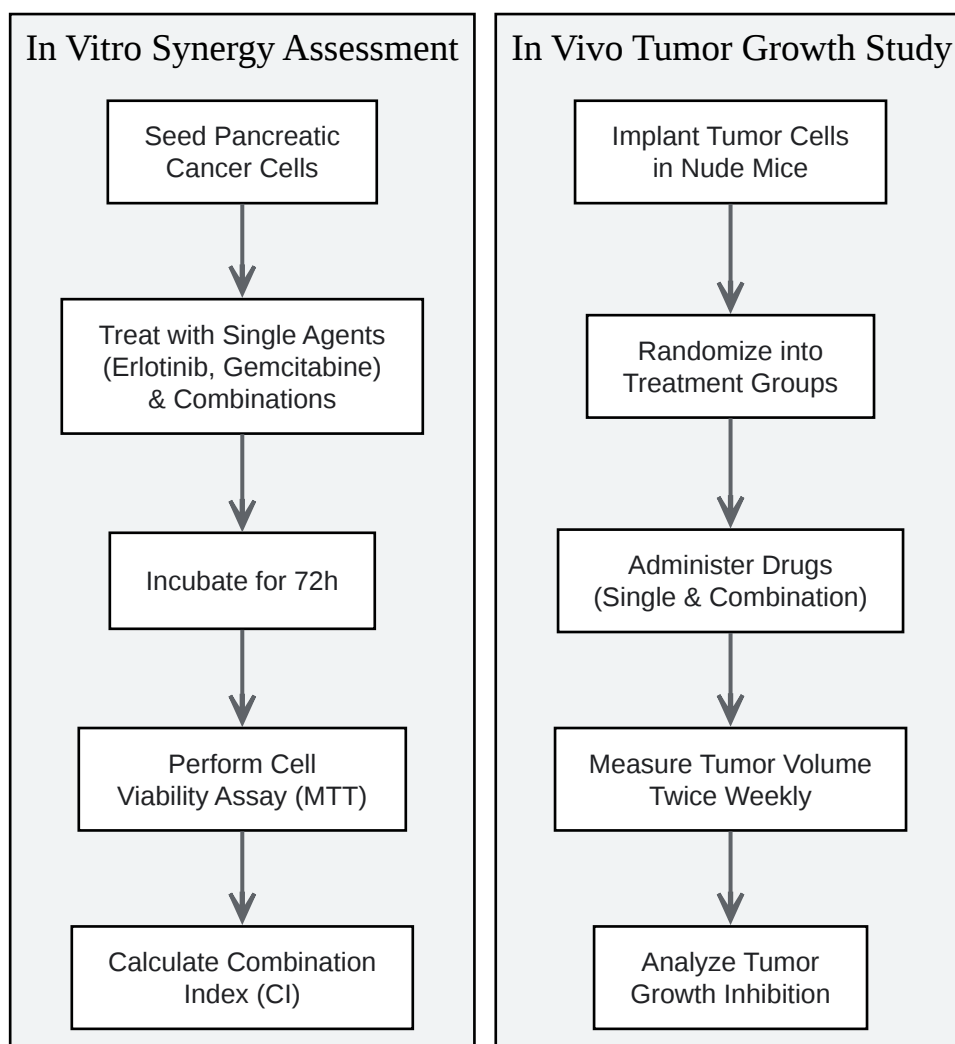 In Vitro Synergy Assessment
Seed Pancreatic
Cancer Cells
Treat with Single Agents
(Erlotinib, Gemcitabine)
& Combinations
Incubate for 72h
Perform Cell
Viability Assay (MTT)
Calculate Combination
Index (CI)
In Vivo Tumor Growth Study
Implant Tumor Cells
in Nude Mice
Randomize into
Treatment Groups
Administer Drugs
(Single & Combination)
Measure Tumor Volume
Twice Weekly
Analyze Tumor
Growth Inhibition